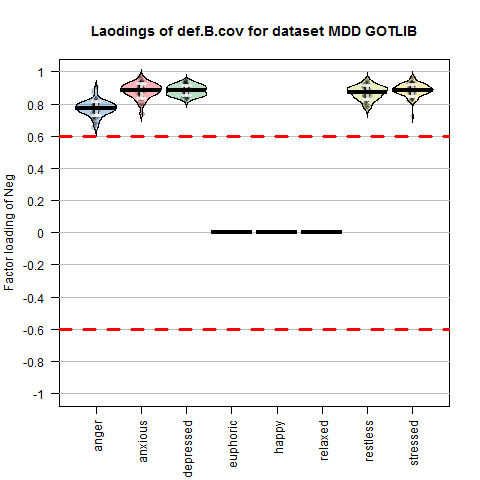 Laodings of def.B.cov for dataset MDD GOTLIB
Factor loading of Neg
1
0.8
0.6
0.4
0.2
0
-0.2
-0.4
-0.6
-0.8
-1
anger
anxious
depressed
euphoric
happy
relaxed
restless
stressed